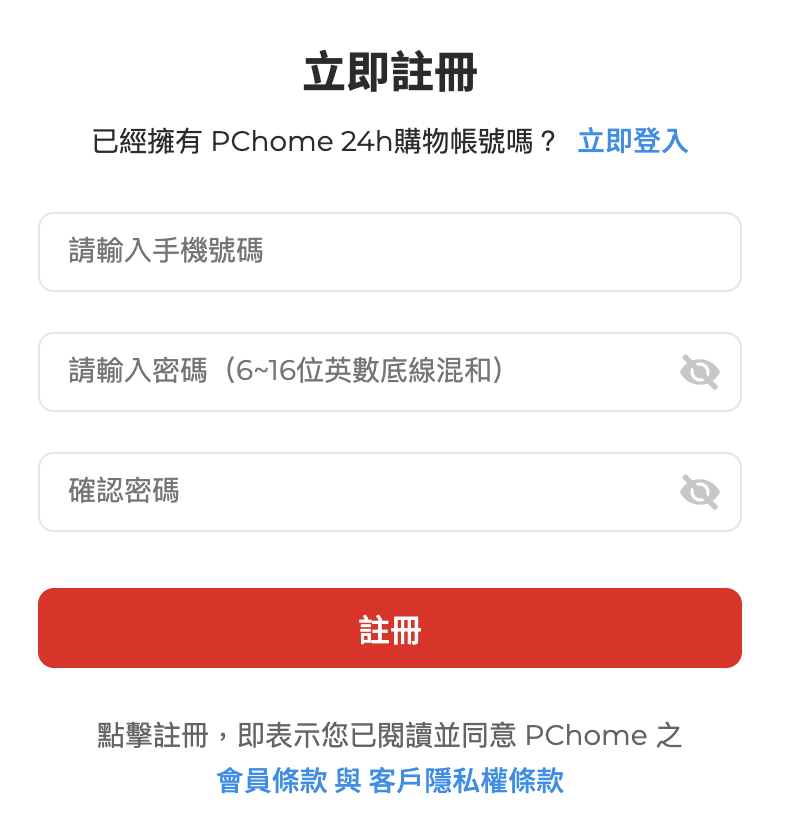 立即註冊
已經擁有 PChome 24h購物帳號嗎？ 立即登入
請輸入手機號碼
請輸入密碼（6~16位英數底線混和）
確認密碼
註冊
點擊註冊，即表示您已閱讀並同意 PChome 之
會員條款 與 客戶隱私權條款